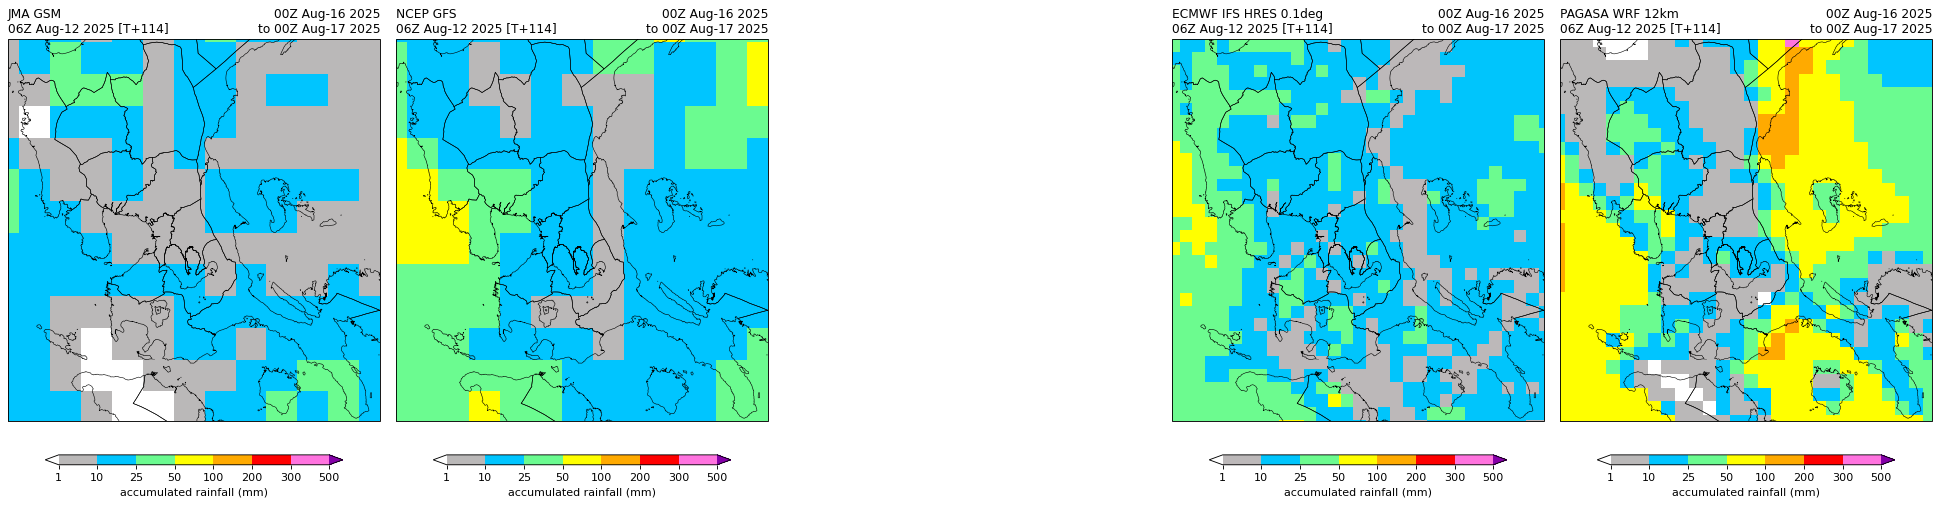 JMA GSM 00Z Aug-16 2025
06Z Aug-12 2025 [T+114] to 00Z Aug-17 2025
1 10 25 50 100 200 300 500
accumulated rainfall (mm)
NCEP GFS 00Z Aug-16 2025
06Z Aug-12 2025 [T+114] to 00Z Aug-17 2025
1 10 25 50 100 200 300 500
accumulated rainfall (mm)
ECMWF IFS HRES 0.1deg 00Z Aug-16 2025
06Z Aug-12 2025 [T+114] to 00Z Aug-17 2025
1 10 25 50 100 200 300 500
accumulated rainfall (mm)
PAGASA WRF 12km 00Z Aug-16 2025
06Z Aug-12 2025 [T+114] to 00Z Aug-17 2025
1 10 25 50 100 200 300 500
accumulated rainfall (mm)